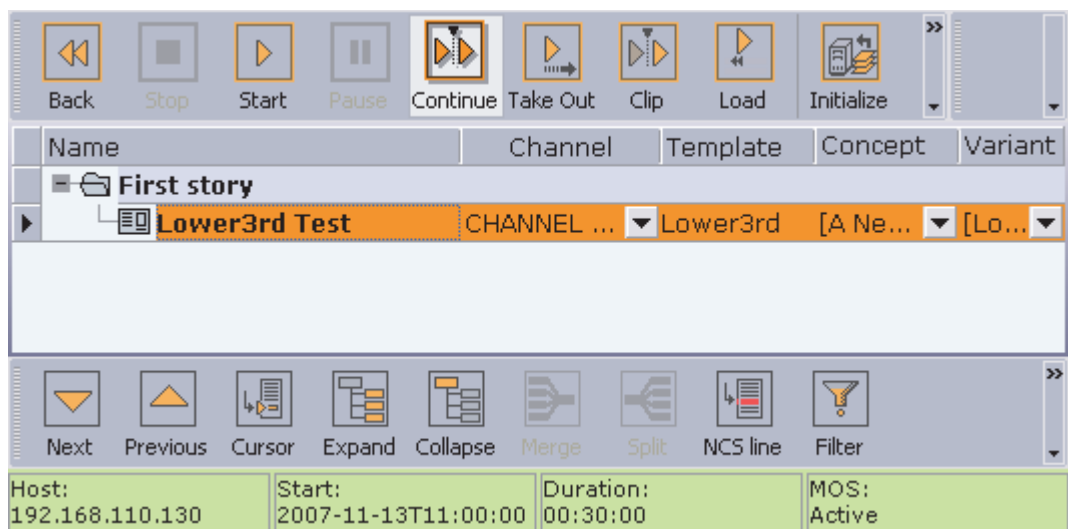 Back Stop Start Pause Continue Take Out Clip Load Initialize
Name Channel Template Concept Variant
First story
Lower3rd Test CHANNEL ... Lower3rd [A Ne... [Lo...
Next Previous Cursor Expand Collapse Merge Split NCS line Filter
Host: Start: Duration: MOS:
192.168.110.130 2007-11-13T11:00:00 00:30:00 Active